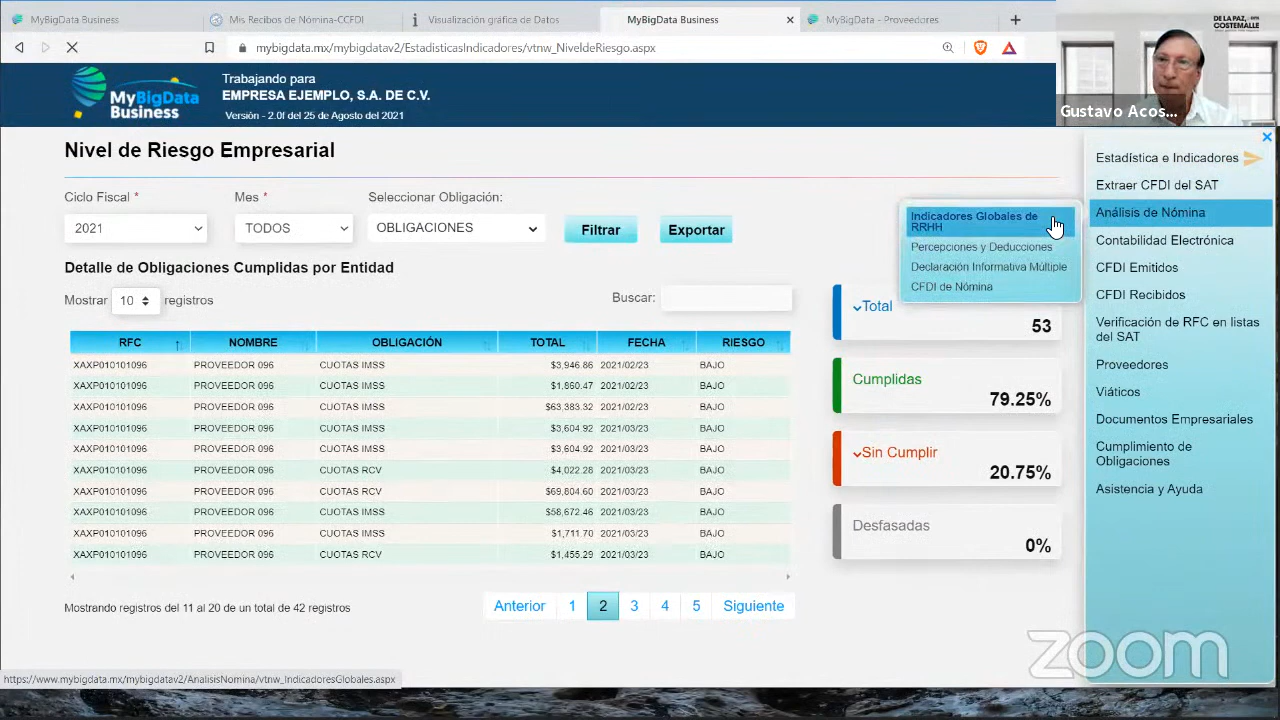 MyBigData Business
Mis Recibos de Nómina-CCFDI
Visualización gráfica de Datos
MyBigData Business
MyBigData - Proveedores
mybigdata.mx/mybigdatav2/EstadisticasIndicadores/vtnw_NiveldeRiesgo.aspx
DE LA PAZ,
COSTEMALLE
Gustavo Acos...
MyBigData
Business
Trabajando para
EMPRESA EJEMPLO, S.A. DE C.V.
Versión - 2.0f del 25 de Agosto del 2021
Nivel de Riesgo Empresarial
Ciclo Fiscal *
Mes *
Seleccionar Obligación:
2021
TODOS
OBLIGACIONES
Filtrar
Exportar
Detalle de Obligaciones Cumplidas por Entidad
Mostrar 10 registros
Buscar:
RFC NOMBRE OBLIGACIÓN TOTAL FECHA RIESGO
XAXP010101096 PROVEEDOR 096 CUOTAS IMSS $3,946.86 2021/02/23 BAJO
XAXP010101096 PROVEEDOR 096 CUOTAS IMSS $1,860.47 2021/02/23 BAJO
XAXP010101096 PROVEEDOR 096 CUOTAS IMSS $63,383.32 2021/02/23 BAJO
XAXP010101096 PROVEEDOR 096 CUOTAS IMSS $3,604.92 2021/03/23 BAJO
XAXP010101096 PROVEEDOR 096 CUOTAS IMSS $3,604.92 2021/03/23 BAJO
XAXP010101096 PROVEEDOR 096 CUOTAS RCV $4,022.28 2021/03/23 BAJO
XAXP010101096 PROVEEDOR 096 CUOTAS RCV $69,804.60 2021/03/23 BAJO
XAXP010101096 PROVEEDOR 096 CUOTAS IMSS $58,672.46 2021/03/23 BAJO
XAXP010101096 PROVEEDOR 096 CUOTAS IMSS $1,711.70 2021/03/23 BAJO
XAXP010101096 PROVEEDOR 096 CUOTAS RCV $1,455.29 2021/03/23 BAJO
Mostrando registros del 11 al 20 de un total de 42 registros
Anterior 1 2 3 4 5 Siguiente
Total
53
Cumplidas
79.25%
Sin Cumplir
20.75%
Desfasadas
0%
Indicadores Globales de
RRHH
Percepciones y Deducciones
Declaración Informativa Múltiple
CFDI de Nómina
Estadística e Indicadores
Extraer CFDI del SAT
Análisis de Nómina
Contabilidad Electrónica
CFDI Emitidos
CFDI Recibidos
Verificación de RFC en listas
del SAT
Proveedores
Viáticos
Documentos Empresariales
Cumplimiento de
Obligaciones
Asistencia y Ayuda
zoom
https://www.mybigdata.mx/mybigdatav2/AnalisisNomina/vtnw_IndicadoresGlobales.aspx